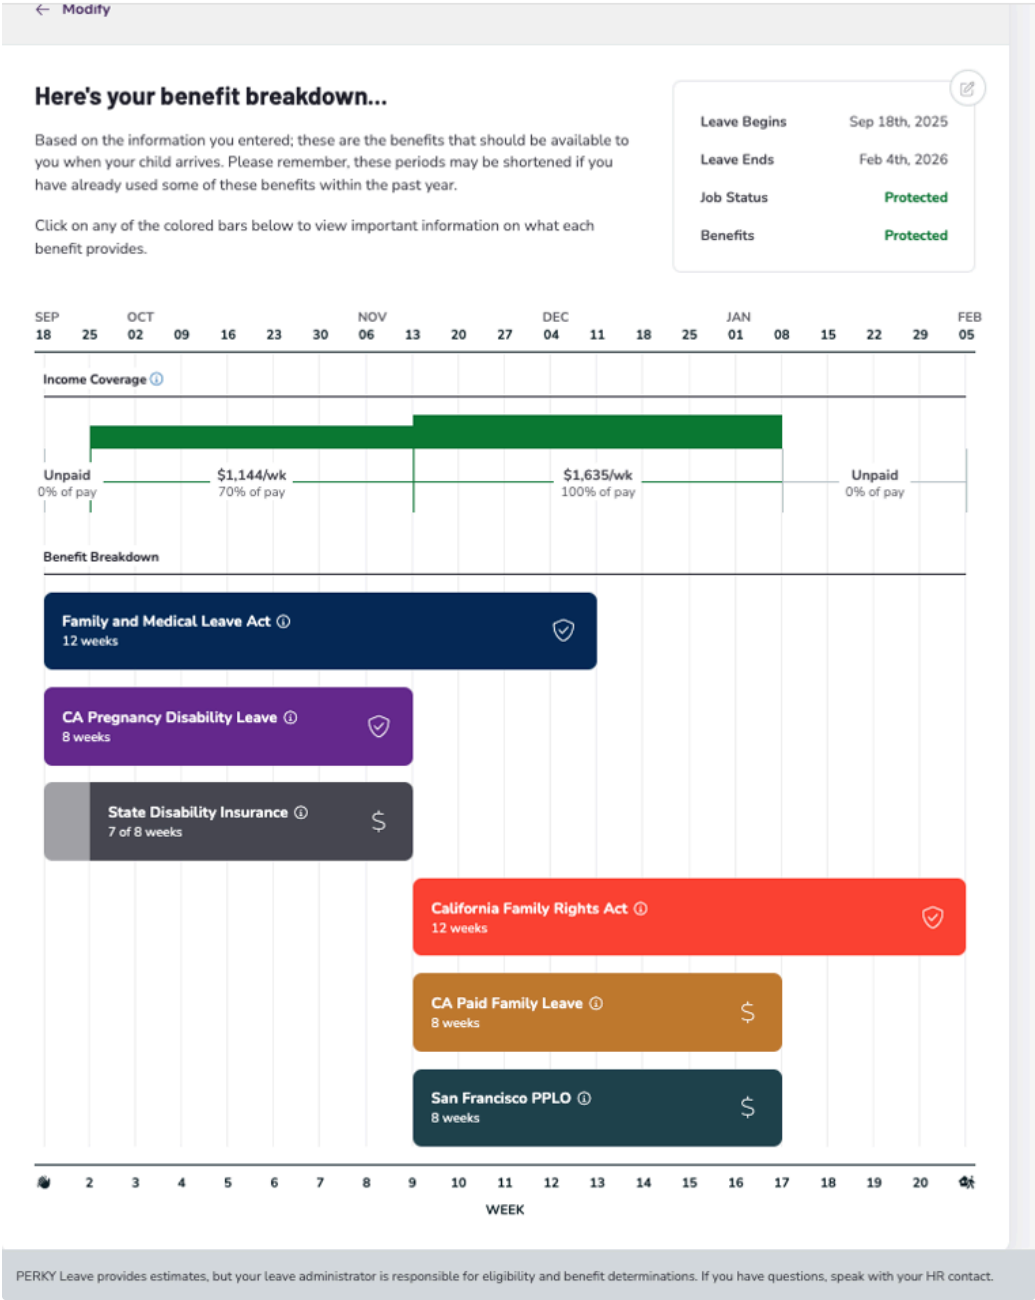 ← Modify
Here's your benefit breakdown...
Based on the information you entered; these are the benefits that should be available to
you when your child arrives. Please remember, these periods may be shortened if you
have already used some of these benefits within the past year.
Click on any of the colored bars below to view important information on what each
benefit provides.
Leave Begins Sep 18th, 2025
Leave Ends Feb 4th, 2026
Job Status Protected
Benefits Protected
SEP OCT NOV DEC JAN FEB
18 25 02 09 16 23 30 06 13 20 27 04 11 18 25 01 08 15 22 29 05
Income Coverage
Unpaid $1,144/wk $1,635/wk Unpaid
0% of pay 70% of pay 100% of pay 0% of pay
Benefit Breakdown
Family and Medical Leave Act
12 weeks
CA Pregnancy Disability Leave
8 weeks
State Disability Insurance
7 of 8 weeks
$
California Family Rights Act
12 weeks
CA Paid Family Leave
8 weeks
$
San Francisco PPLO
8 weeks
$
2 3 4 5 6 7 8 9 10 11 12 13 14 15 16 17 18 19 20
WEEK
PERKY Leave provides estimates, but your leave administrator is responsible for eligibility and benefit determinations. If you have questions, speak with your HR contact.